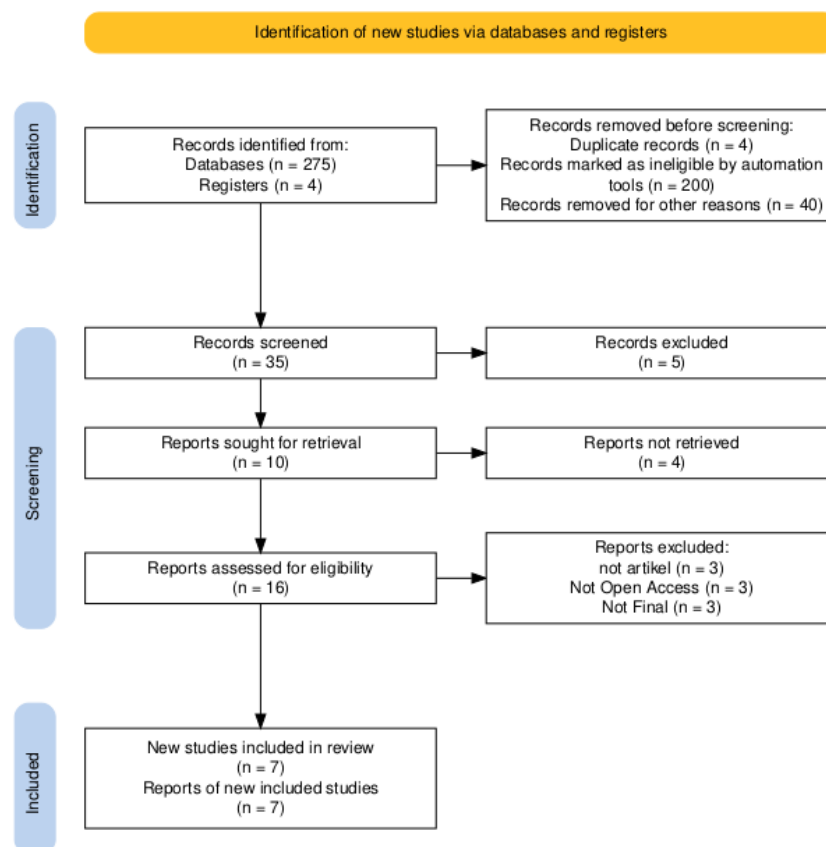 Identification of new studies via databases and registers
Identification
Records identified from:
Databases (n = 275)
Registers (n = 4)
Records removed before screening:
Duplicate records (n = 4)
Records marked as ineligible by automation
tools (n = 200)
Records removed for other reasons (n = 40)
Screening
Records screened
(n = 35)
Records excluded
(n = 5)
Reports sought for retrieval
(n = 10)
Reports not retrieved
(n = 4)
Reports assessed for eligibility
(n = 16)
Reports excluded:
not artikel (n = 3)
Not Open Access (n = 3)
Not Final (n = 3)
Included
New studies included in review
(n = 7)
Reports of new included studies
(n = 7)